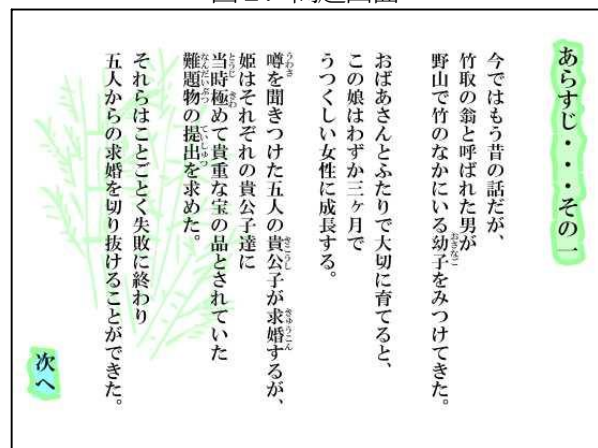 あらすじ・・・その一
今ではもう昔の話だが、
竹取の翁と呼ばれた男が
野山で竹のなかにいる幼子をみつけてきた。
おばあさんとふたりで大切に育てると、
この娘はわずか三ヶ月で
うつくしい女性に成長する。
噂を聞きつけた五人の貴公子が求婚するが、
姫はそれぞれの貴公子達に
当時極めて貴重な宝の品とされていた
難題物の提出を求めた。
それらはことごとく失敗に終わり
五人からの求婚を切り抜けることができた。
次へ